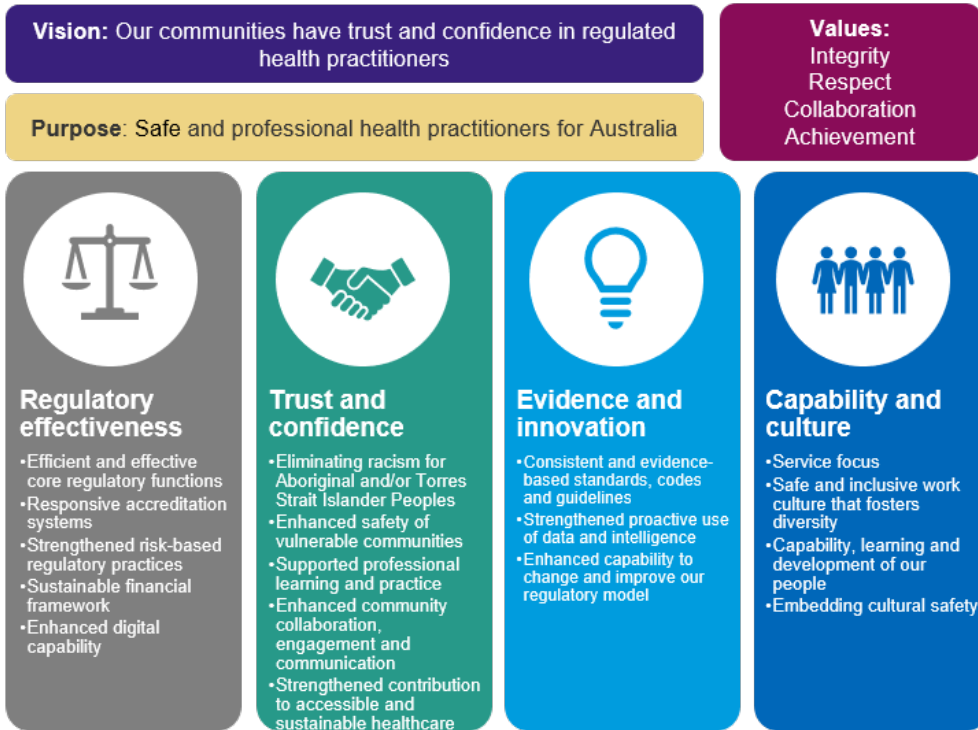 Vision: Our communities have trust and confidence in regulated
health practitioners
Purpose: Safe and professional health practitioners for Australia
Values:
Integrity
Respect
Collaboration
Achievement
Regulatory
effectiveness
•Efficient and effective
core regulatory functions
•Responsive accreditation
systems
•Strengthened risk-based
regulatory practices
•Sustainable financial
framework
•Enhanced digital
capability
Trust and
confidence
•Eliminating racism for
Aboriginal and/or Torres
Strait Islander Peoples
•Enhanced safety of
vulnerable communities
•Supported professional
learning and practice
•Enhanced community
collaboration,
engagement and
communication
•Strengthened contribution
to accessible and
sustainable healthcare
Evidence and
innovation
•Consistent and evidence-
based standards, codes
and guidelines
•Strengthened proactive use
of data and intelligence
•Enhanced capability to
change and improve our
regulatory model
Capability and
culture
•Service focus
•Safe and inclusive work
culture that fosters
diversity
•Capability, learning and
development of our
people
•Embedding cultural safety